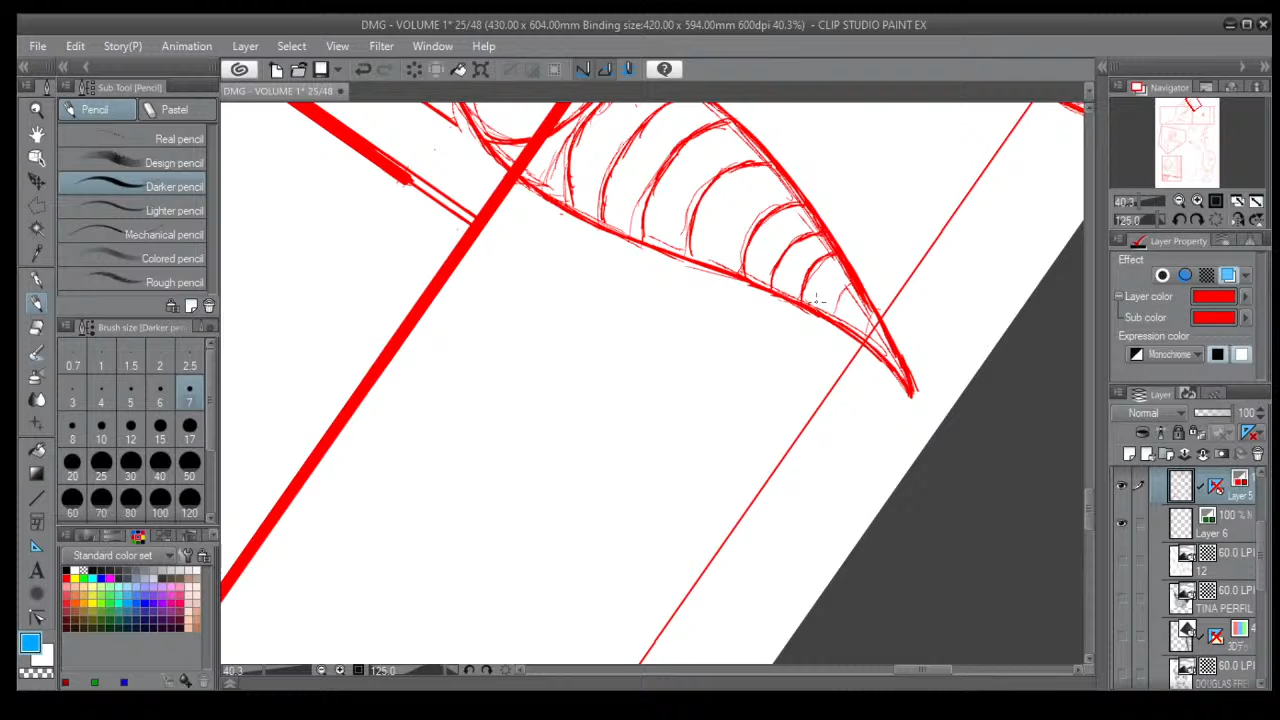 DMG - VOLUME 1* 25/48 (430.00 x 604.00mm Binding size:420.00 x 594.00mm 600dpi 40.3%) - CLIP STUDIO PAINT EX
File Edit Story(P) Animation Layer Select View Filter Window Help
Sub Tool [Pencil]
DMG - VOLUME 1* 25/48
Navigator
Pencil Pastel
Real pencil
Design pencil
Darker pencil
Lighter pencil
Mechanical pencil
Colored pencil
Rough pencil
Brush size [Darker pen
0.7 1 1.5 2 2.5
3 4 5 6 7
8 10 12 15 17
20 25 30 40 50
60 70 80 100 120
Standard color set
A
40.3
125.0
Layer Property
Effect
Layer color
Sub color
Expression color
Monochrome
Layer
Normal 100
Layer 5
100 %
Layer 6
60.0 LPI
12
60.0 LPI
TINA PERFIL
60.0 LPI
40.3 125.0